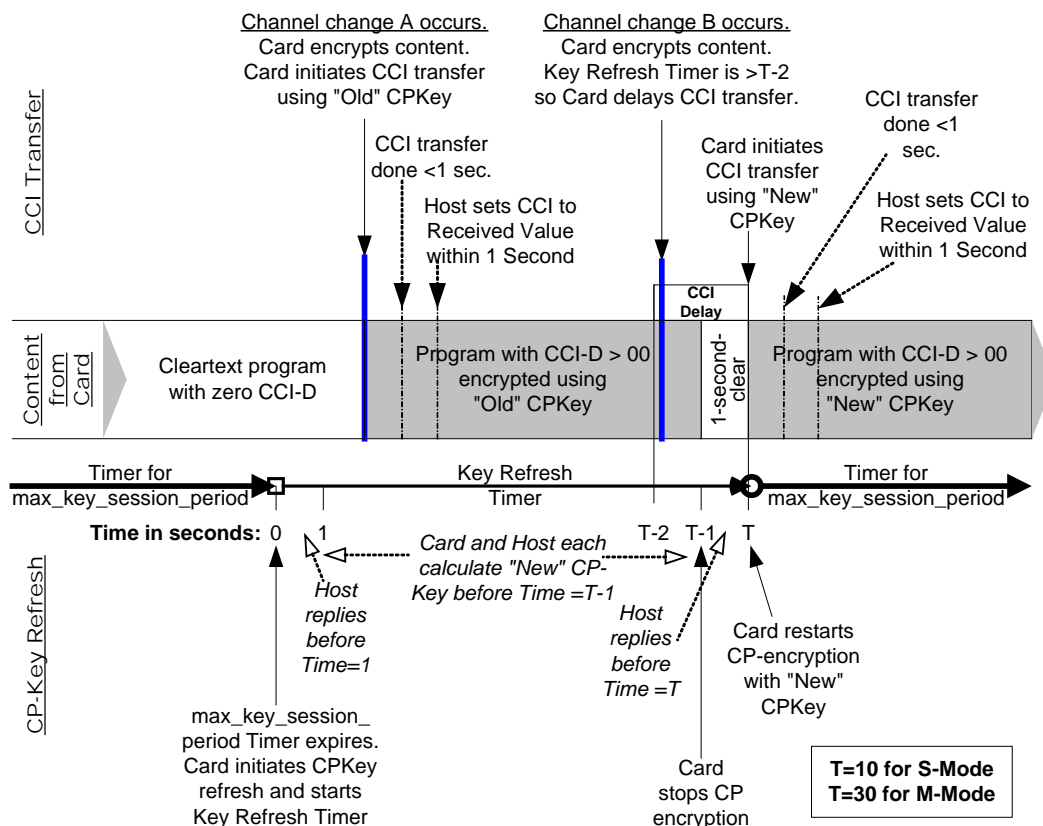 Channel change A occurs.
Card encrypts content.
Card initiates CCI transfer
using "Old" CPKey
Channel change B occurs.
Card encrypts content.
Key Refresh Timer is >T-2
so Card delays CCI transfer.
CCI Transfer
CCI transfer
done <1 sec.
Host sets CCI to
Received Value
within 1 Second
Card initiates
CCI transfer
using "New"
CPKey
CCI transfer
done <1
sec.
Host sets CCI to
Received Value
within 1 Second
CCI
Delay
Content
from
Card
Cleartext program
with zero CCI-D
Program with CCI-D > 00
encrypted using
"Old" CPKey
1-second-
clear
Program with CCI-D > 00
encrypted using
"New" CPKey
Timer for
max_key_session_period
Key Refresh
Timer
Timer for
max_key_session_period
Time in seconds: 0 1 T-2 T-1 T
CP-Key Refresh
Card and Host each
calculate "New" CP-
Key before Time =T-1
Host
replies
before
Time=1
Host
replies
before
Time =T
Card restarts
CP-encryption
with "New"
CPKey
max_key_session_
period Timer expires.
Card initiates CPKey
refresh and starts
Key Refresh Timer
Card
stops CP
encryption
T=10 for S-Mode
T=30 for M-Mode